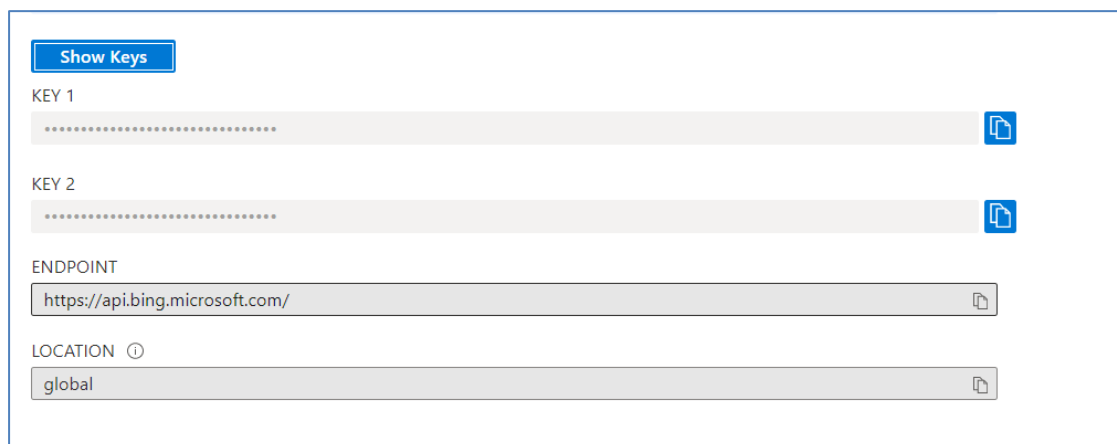 Show Keys
KEY 1
••••••••••••••••••••••••••••••••
KEY 2
••••••••••••••••••••••••••••••••
ENDPOINT
https://api.bing.microsoft.com/
LOCATION
global